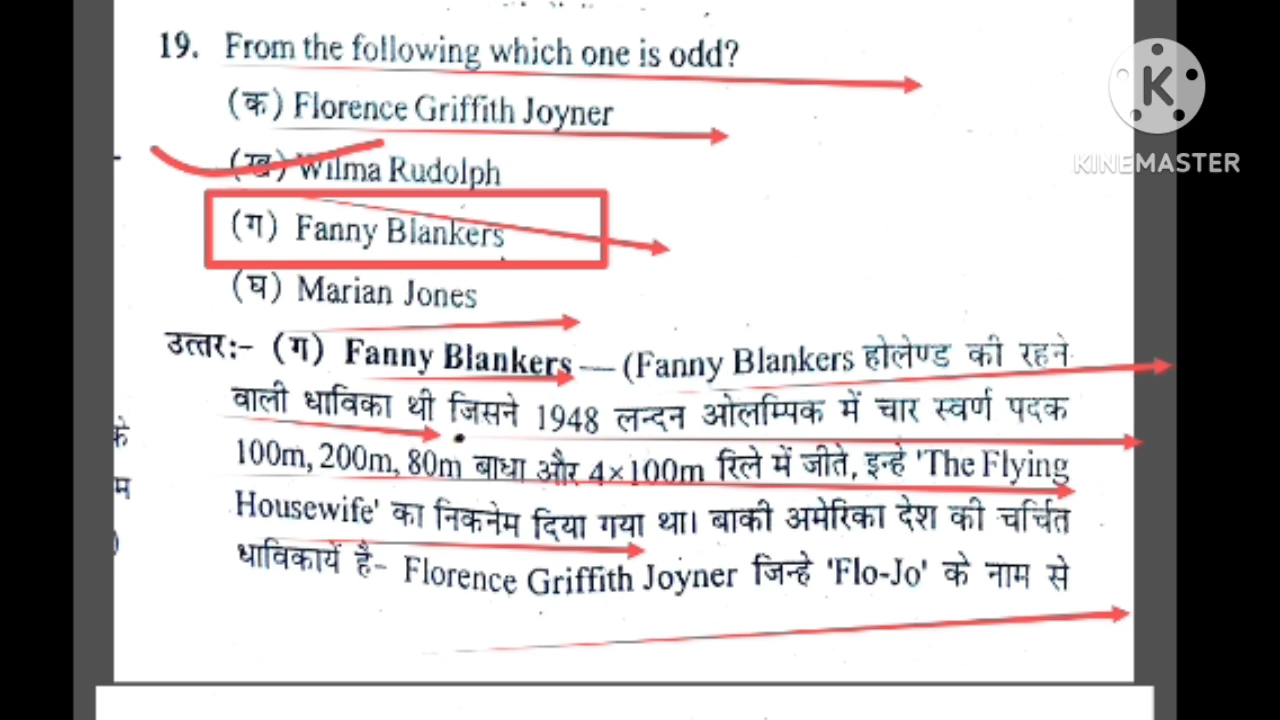 19. From the following which one is odd?
(क) Florence Griffith Joyner
(ख) Wilma Rudolph
(ग) Fanny Blankers
(घ) Marian Jones
उत्तर:- (ग) Fanny Blankers — (Fanny Blankers होलेण्ड की रहने
वाली धाविका थी जिसने 1948 लन्दन ओलम्पिक में चार स्वर्ण पदक
100m, 200m, 80m बाधा और 4×100m रिले में जीते, इन्हे 'The Flying
Housewife' का निकनेम दिया गया था। बाकी अमेरिका देश की चर्चित
धाविकायें है- Florence Griffith Joyner जिन्हे 'Flo-Jo' के नाम से
के
म
)
K
KINEMASTER